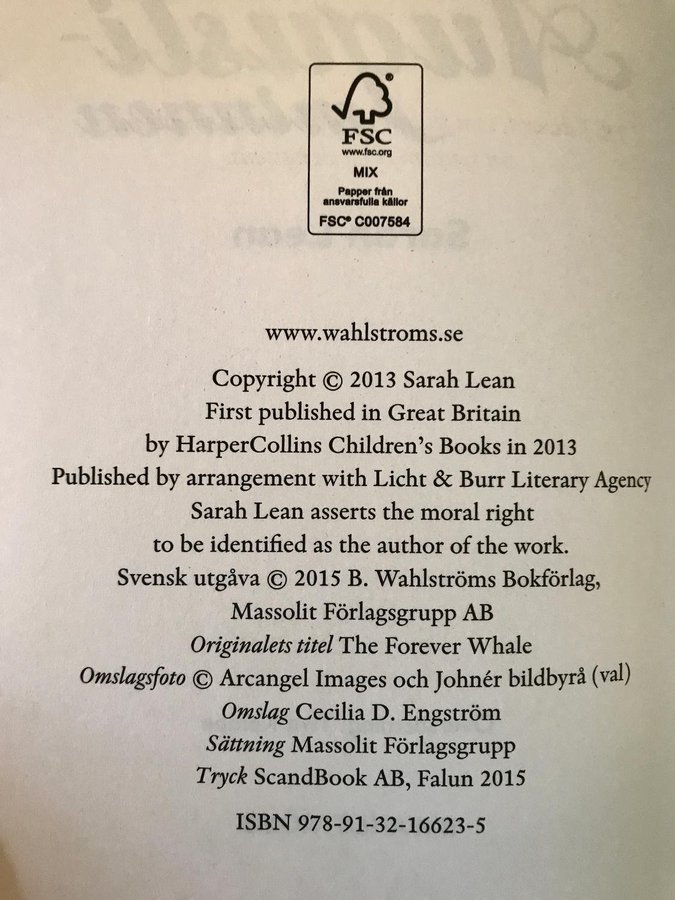 FSC
www.fsc.org
MIX
Papper från
ansvarsfulla källor
FSC® C007584
www.wahlstroms.se
Copyright © 2013 Sarah Lean
First published in Great Britain
by HarperCollins Children's Books in 2013
Published by arrangement with Licht & Burr Literary Agency
Sarah Lean asserts the moral right
to be identified as the author of the work.
Svensk utgåva © 2015 B. Wahlströms Bokförlag,
Massolit Förlagsgrupp AB
Originalets titel The Forever Whale
Omslagsfoto © Arcangel Images och Johnér bildbyrå (val)
Omslag Cecilia D. Engström
Sättning Massolit Förlagsgrupp
Tryck ScandBook AB, Falun 2015
ISBN 978-91-32-16623-5